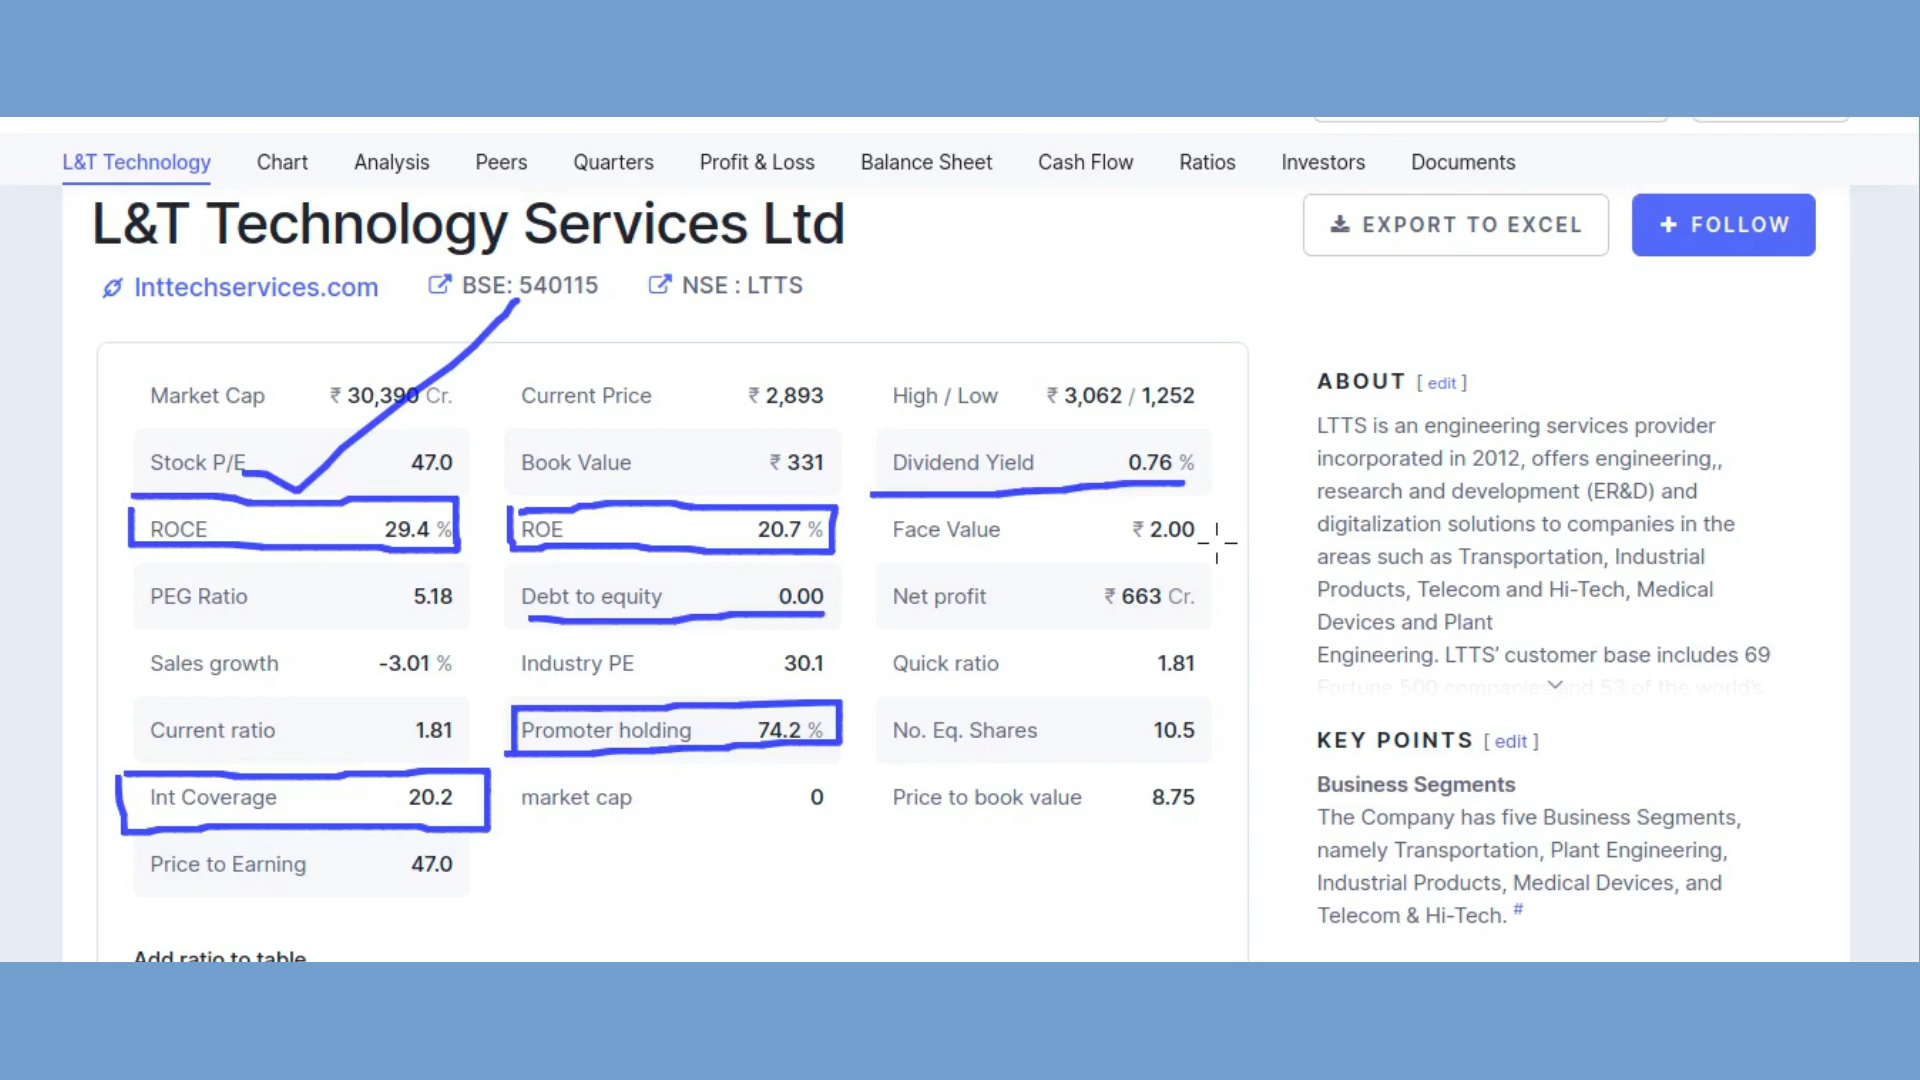 L&T Technology Chart Analysis Peers Quarters Profit & Loss Balance Sheet Cash Flow Ratios Investors Documents
L&T Technology Services Ltd
EXPORT TO EXCEL
+ FOLLOW
lnttechservices.com BSE: 540115 NSE : LTTS
Market Cap ₹ 30,390 Cr.
Current Price ₹ 2,893
High / Low ₹ 3,062 / 1,252
Stock P/E 47.0
Book Value ₹ 331
Dividend Yield 0.76 %
ROCE 29.4 %
ROE 20.7 %
Face Value ₹ 2.00
PEG Ratio 5.18
Debt to equity 0.00
Net profit ₹ 663 Cr.
Sales growth -3.01 %
Industry PE 30.1
Quick ratio 1.81
Current ratio 1.81
Promoter holding 74.2 %
No. Eq. Shares 10.5
Int Coverage 20.2
market cap 0
Price to book value 8.75
Price to Earning 47.0
Add ratio to table
ABOUT [ edit ]
LTTS is an engineering services provider
incorporated in 2012, offers engineering,,
research and development (ER&D) and
digitalization solutions to companies in the
areas such as Transportation, Industrial
Products, Telecom and Hi-Tech, Medical
Devices and Plant
Engineering. LTTS' customer base includes 69
Fortune 500 companies and 53 of the world's
KEY POINTS [ edit ]
Business Segments
The Company has five Business Segments,
namely Transportation, Plant Engineering,
Industrial Products, Medical Devices, and
Telecom & Hi-Tech. #